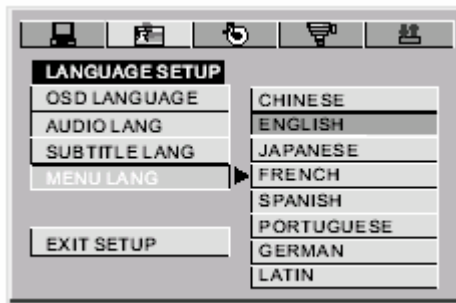 LANGUAGE SETUP
OSD LANGUAGE
AUDIO LANG
SUBTITLE LANG
MENU LANG
EXIT SETUP
CHINESE
ENGLISH
JAPANESE
FRENCH
SPANISH
PORTUGUESE
GERMAN
LATIN